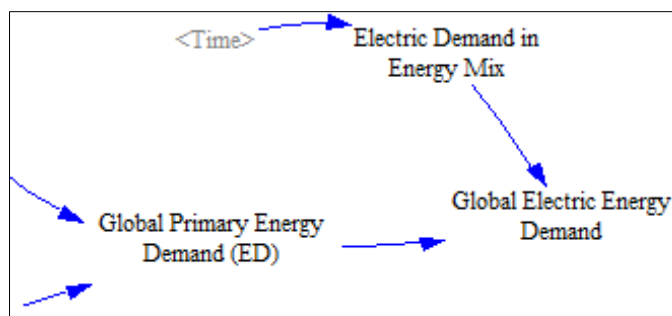 <Time>
Electric Demand in
Energy Mix
Global Electric Energy
Demand
Global Primary Energy
Demand (ED)